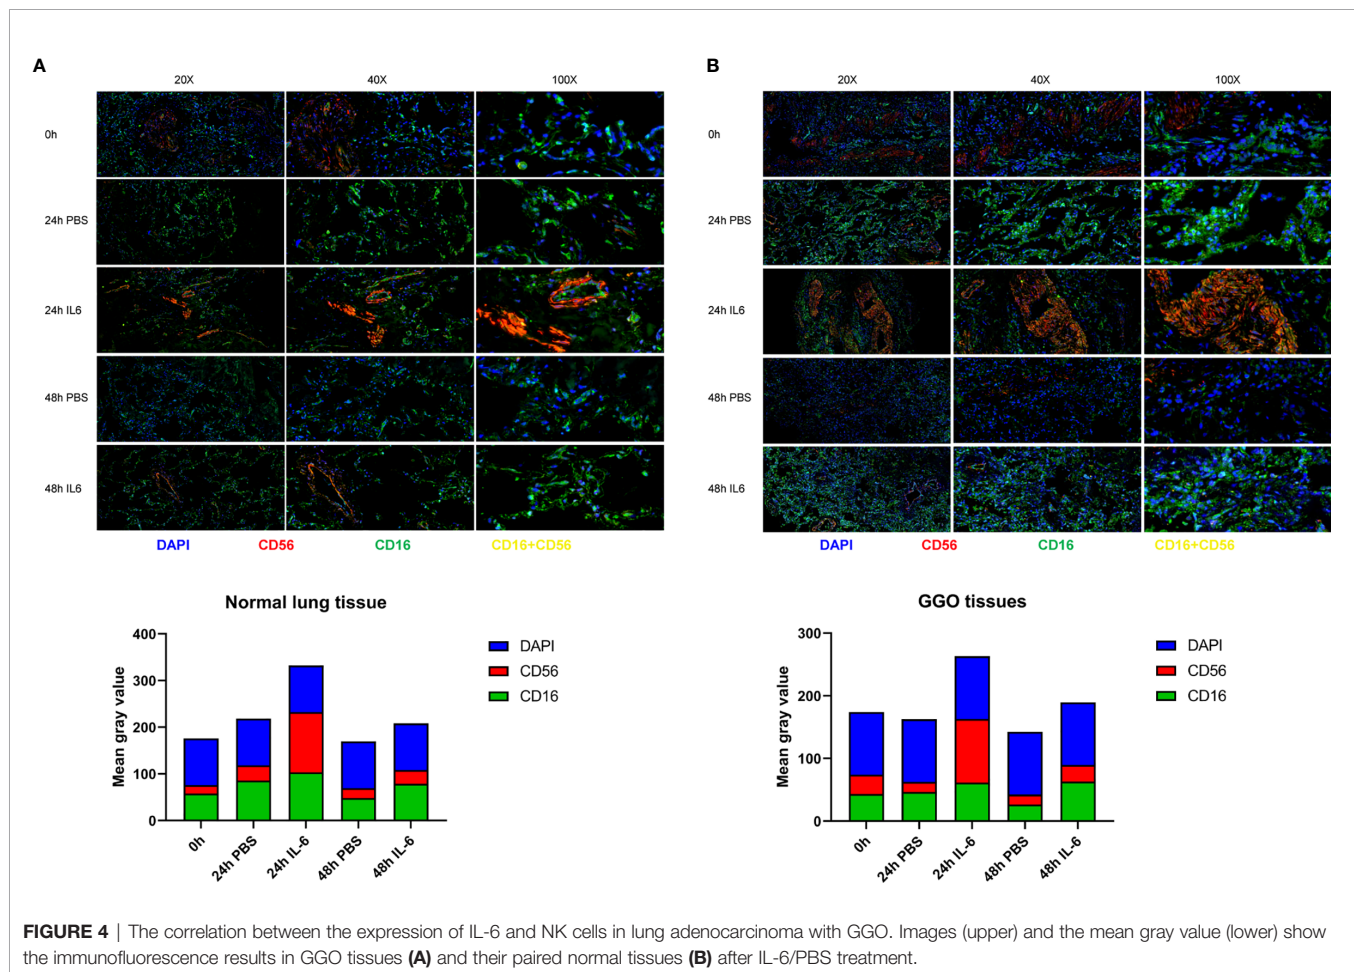 A
20X
40X
100X
0h
24h PBS
24h IL6
48h PBS
48h IL6
DAPI CD56 CD16 CD16+CD56
Normal lung tissue
Mean gray value
400
300
200
100
0
0h
24h PBS
24h IL-6
48h PBS
48h IL-6
DAPI
CD56
CD16
B
20X
40X
100X
0h
24h PBS
24h IL6
48h PBS
48h IL6
DAPI CD56 CD16 CD16+CD56
GGO tissues
Mean gray value
300
200
100
0
0h
24h PBS
24h IL-6
48h PBS
48h IL-6
DAPI
CD56
CD16
FIGURE 4 | The correlation between the expression of IL-6 and NK cells in lung adenocarcinoma with GGO. Images (upper) and the mean gray value (lower) show
the immunofluorescence results in GGO tissues (A) and their paired normal tissues (B) after IL-6/PBS treatment.